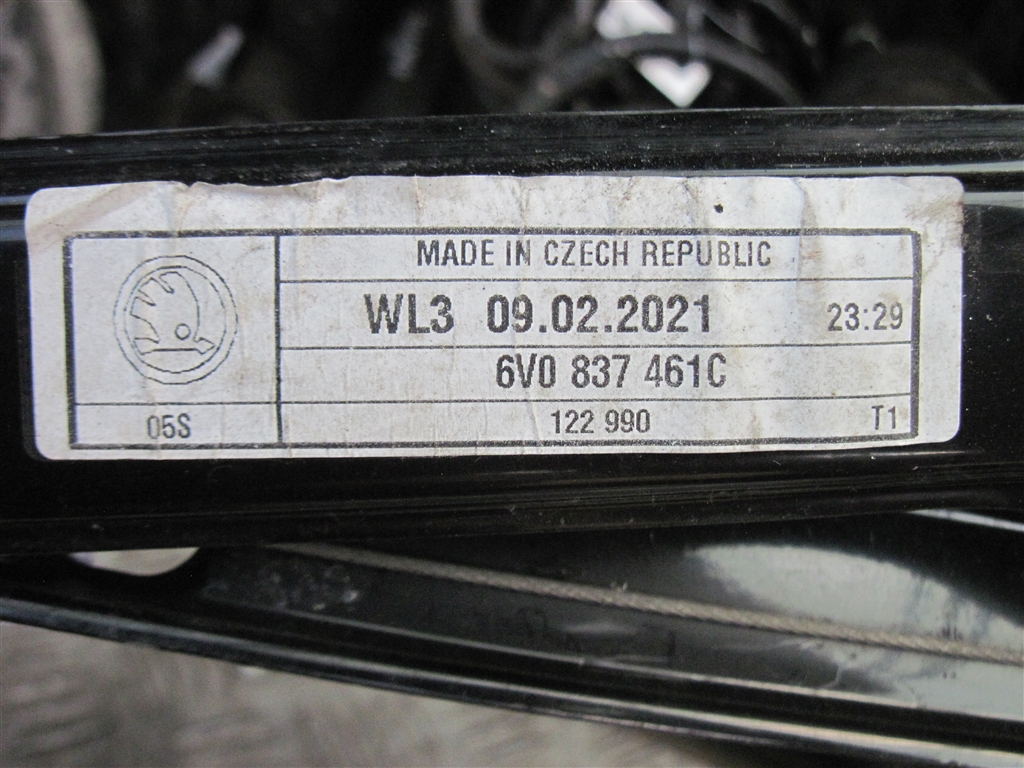 MADE IN CZECH REPUBLIC
WL3 09.02.2021 23:29
6V0 837 461C
05S 122 990 T1